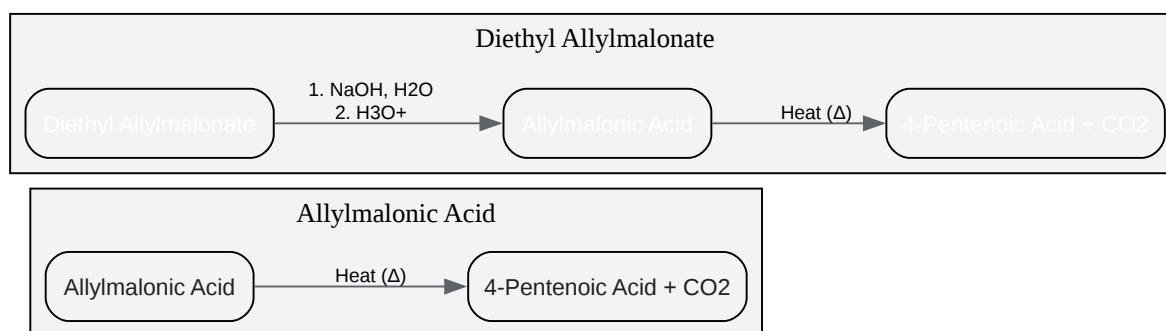 Diethyl Allylmalonate
1. NaOH, H2O
2. H3O+
Diethyl Allylmalonate
Allylmalonic Acid
Heat (Δ)
4-Pentenoic Acid + CO2
Allylmalonic Acid
Allylmalonic Acid
Heat (Δ)
4-Pentenoic Acid + CO2